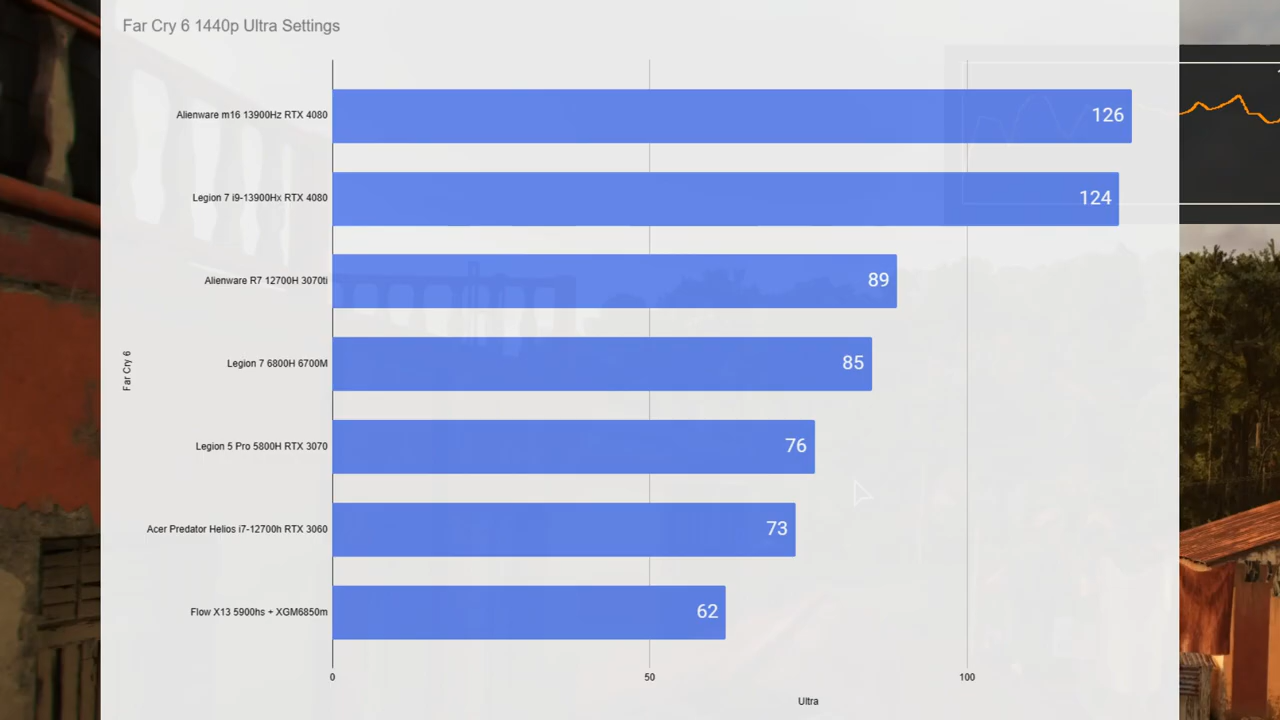 Far Cry 6 1440p Ultra Settings
Alienware m16 13900Hz RTX 4080
126
Legion 7 i9-13900Hx RTX 4080
124
Alienware R7 12700H 3070ti
89
Legion 7 6800H 6700M
85
Legion 5 Pro 5800H RTX 3070
76
Acer Predator Helios i7-12700h RTX 3060
73
Flow X13 5900hs + XGM6850m
62
Far Cry 6
0
50
100
Ultra